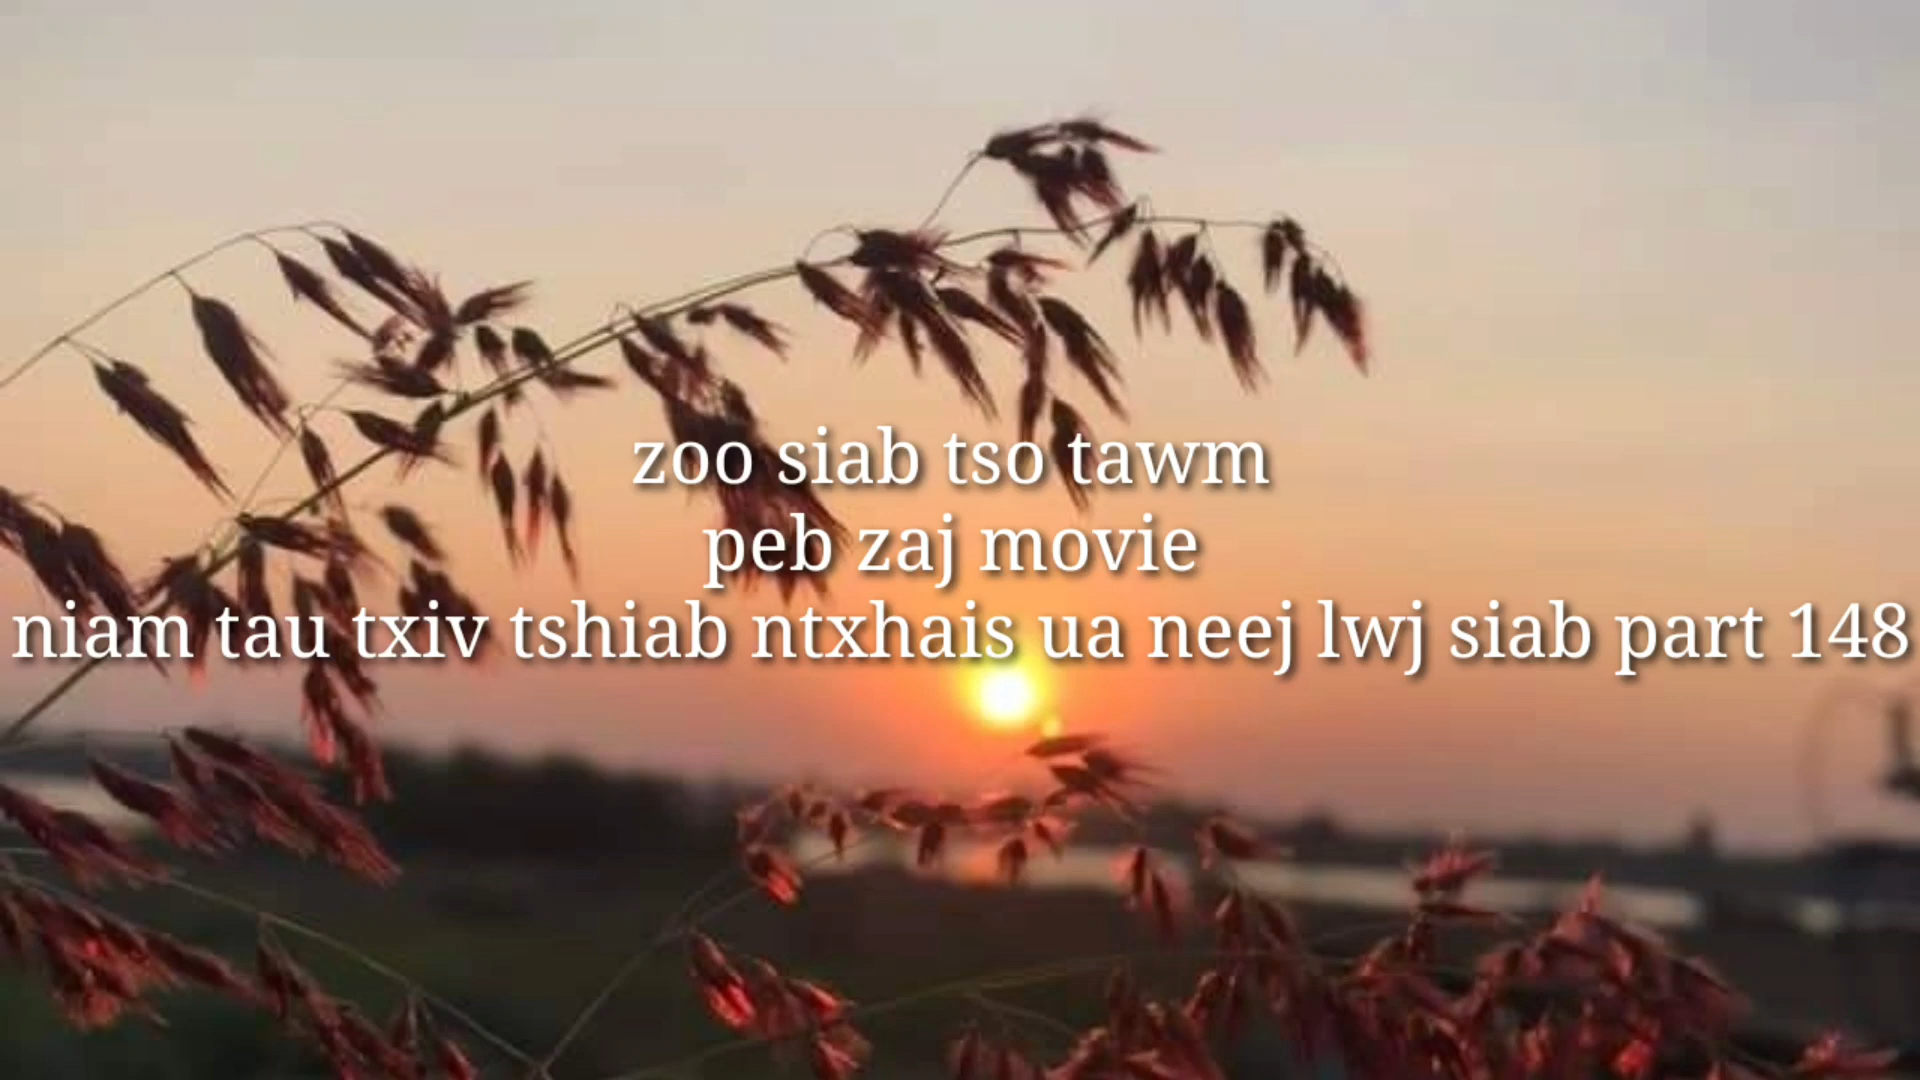 zoo siab tso tawm
peb zaj movie
niam tau txiv tshiab ntxhais ua neej lwj siab part 148